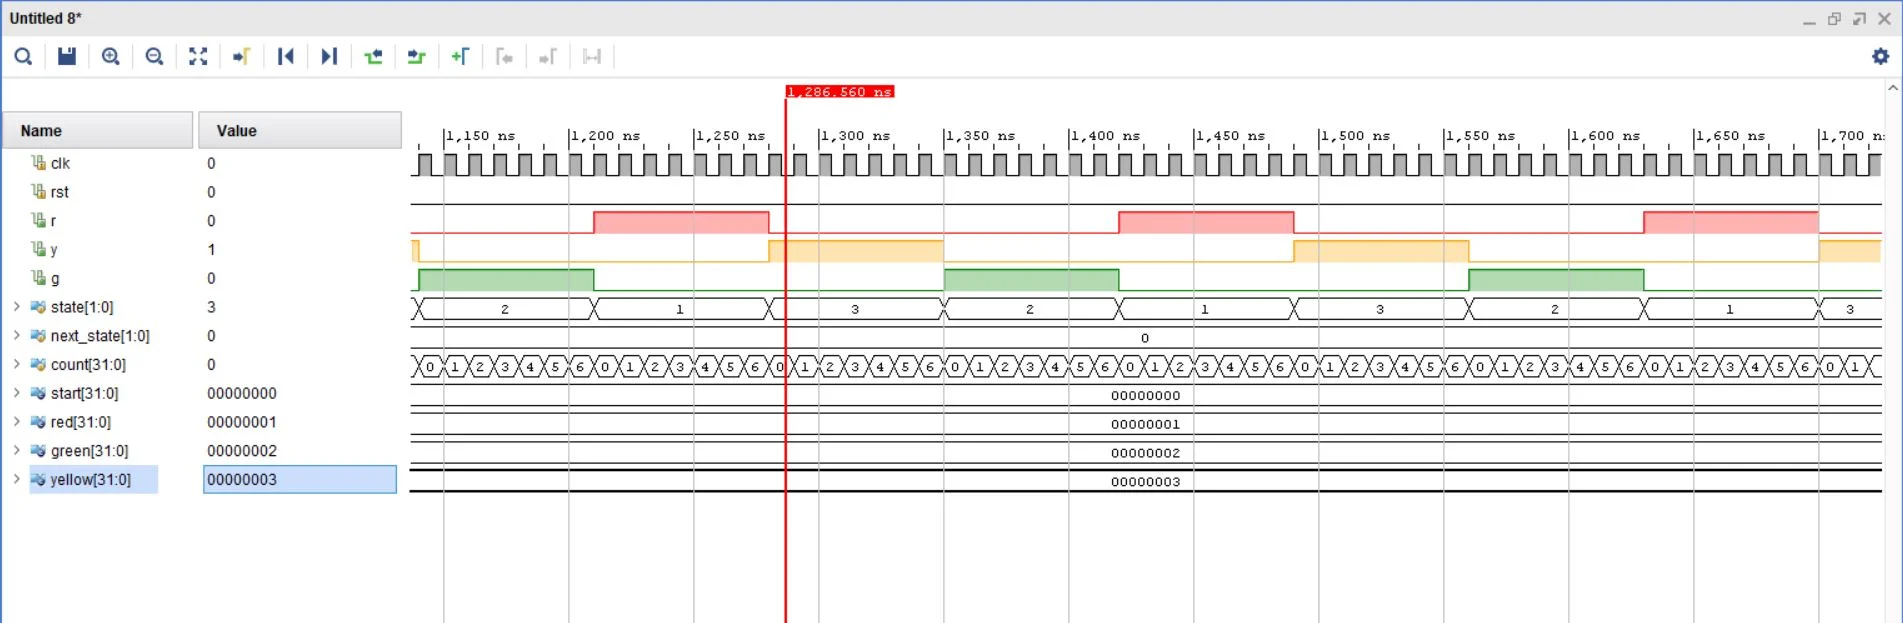 Untitled 8*
1,286.560 ns
Name Value
1,150 ns 1,200 ns 1,250 ns 1,300 ns 1,350 ns 1,400 ns 1,450 ns 1,500 ns 1,550 ns 1,600 ns 1,650 ns 1,700 n
clk 0
rst 0
r 0
y 1
g 0
state[1:0] 3 2 1 3 2 1 3 2 1 3
next_state[1:0] 0 0
count[31:0] 0 0 1 2 3 4 5 6 0 1 2 3 4 5 6 0 1 2 3 4 5 6 0 1 2 3 4 5 6 0 1 2 3 4 5 6 0 1 2 3 4 5 6 0 1 2 3 4 5 6 0 1 2 3 4 5 6 0 1
start[31:0] 00000000 00000000
red[31:0] 00000001 00000001
green[31:0] 00000002 00000002
yellow[31:0] 00000003 00000003